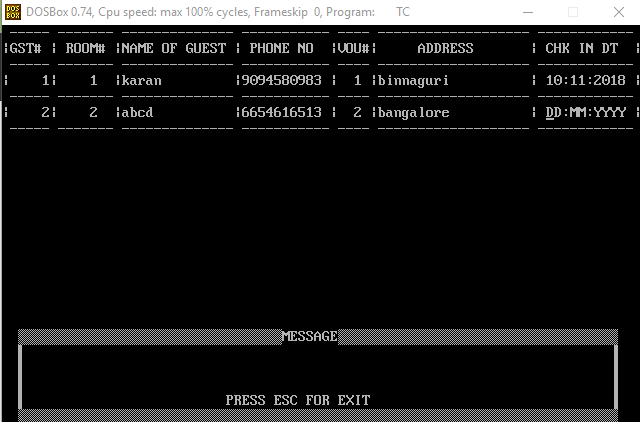 DOSBox 0.74, Cpu speed: max 100% cycles, Frameskip 0, Program: TC
|GST# | ROOM# |NAME OF GUEST | PHONE NO |VOU#| ADDRESS | CHK IN DT |
| 1| 1 |karan |9094580983 | 1 |binnaguri | 10:11:2018 |
| 2| 2 |abcd |6654616513 | 2 |bangalore | DD:MM:YYYY |
MESSAGE
PRESS ESC FOR EXIT